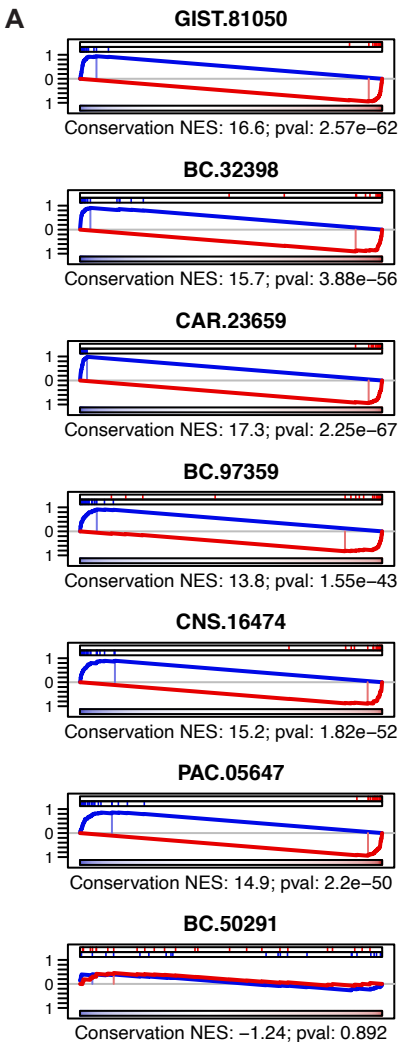 A
GIST.81050
1
0
1
Conservation NES: 16.6; pval: 2.57e−62
BC.32398
1
0
1
Conservation NES: 15.7; pval: 3.88e−56
CAR.23659
1
0
1
Conservation NES: 17.3; pval: 2.25e−67
BC.97359
1
0
1
Conservation NES: 13.8; pval: 1.55e−43
CNS.16474
1
0
1
Conservation NES: 15.2; pval: 1.82e−52
PAC.05647
1
0
1
Conservation NES: 14.9; pval: 2.2e−50
BC.50291
1
0
1
Conservation NES: −1.24; pval: 0.892